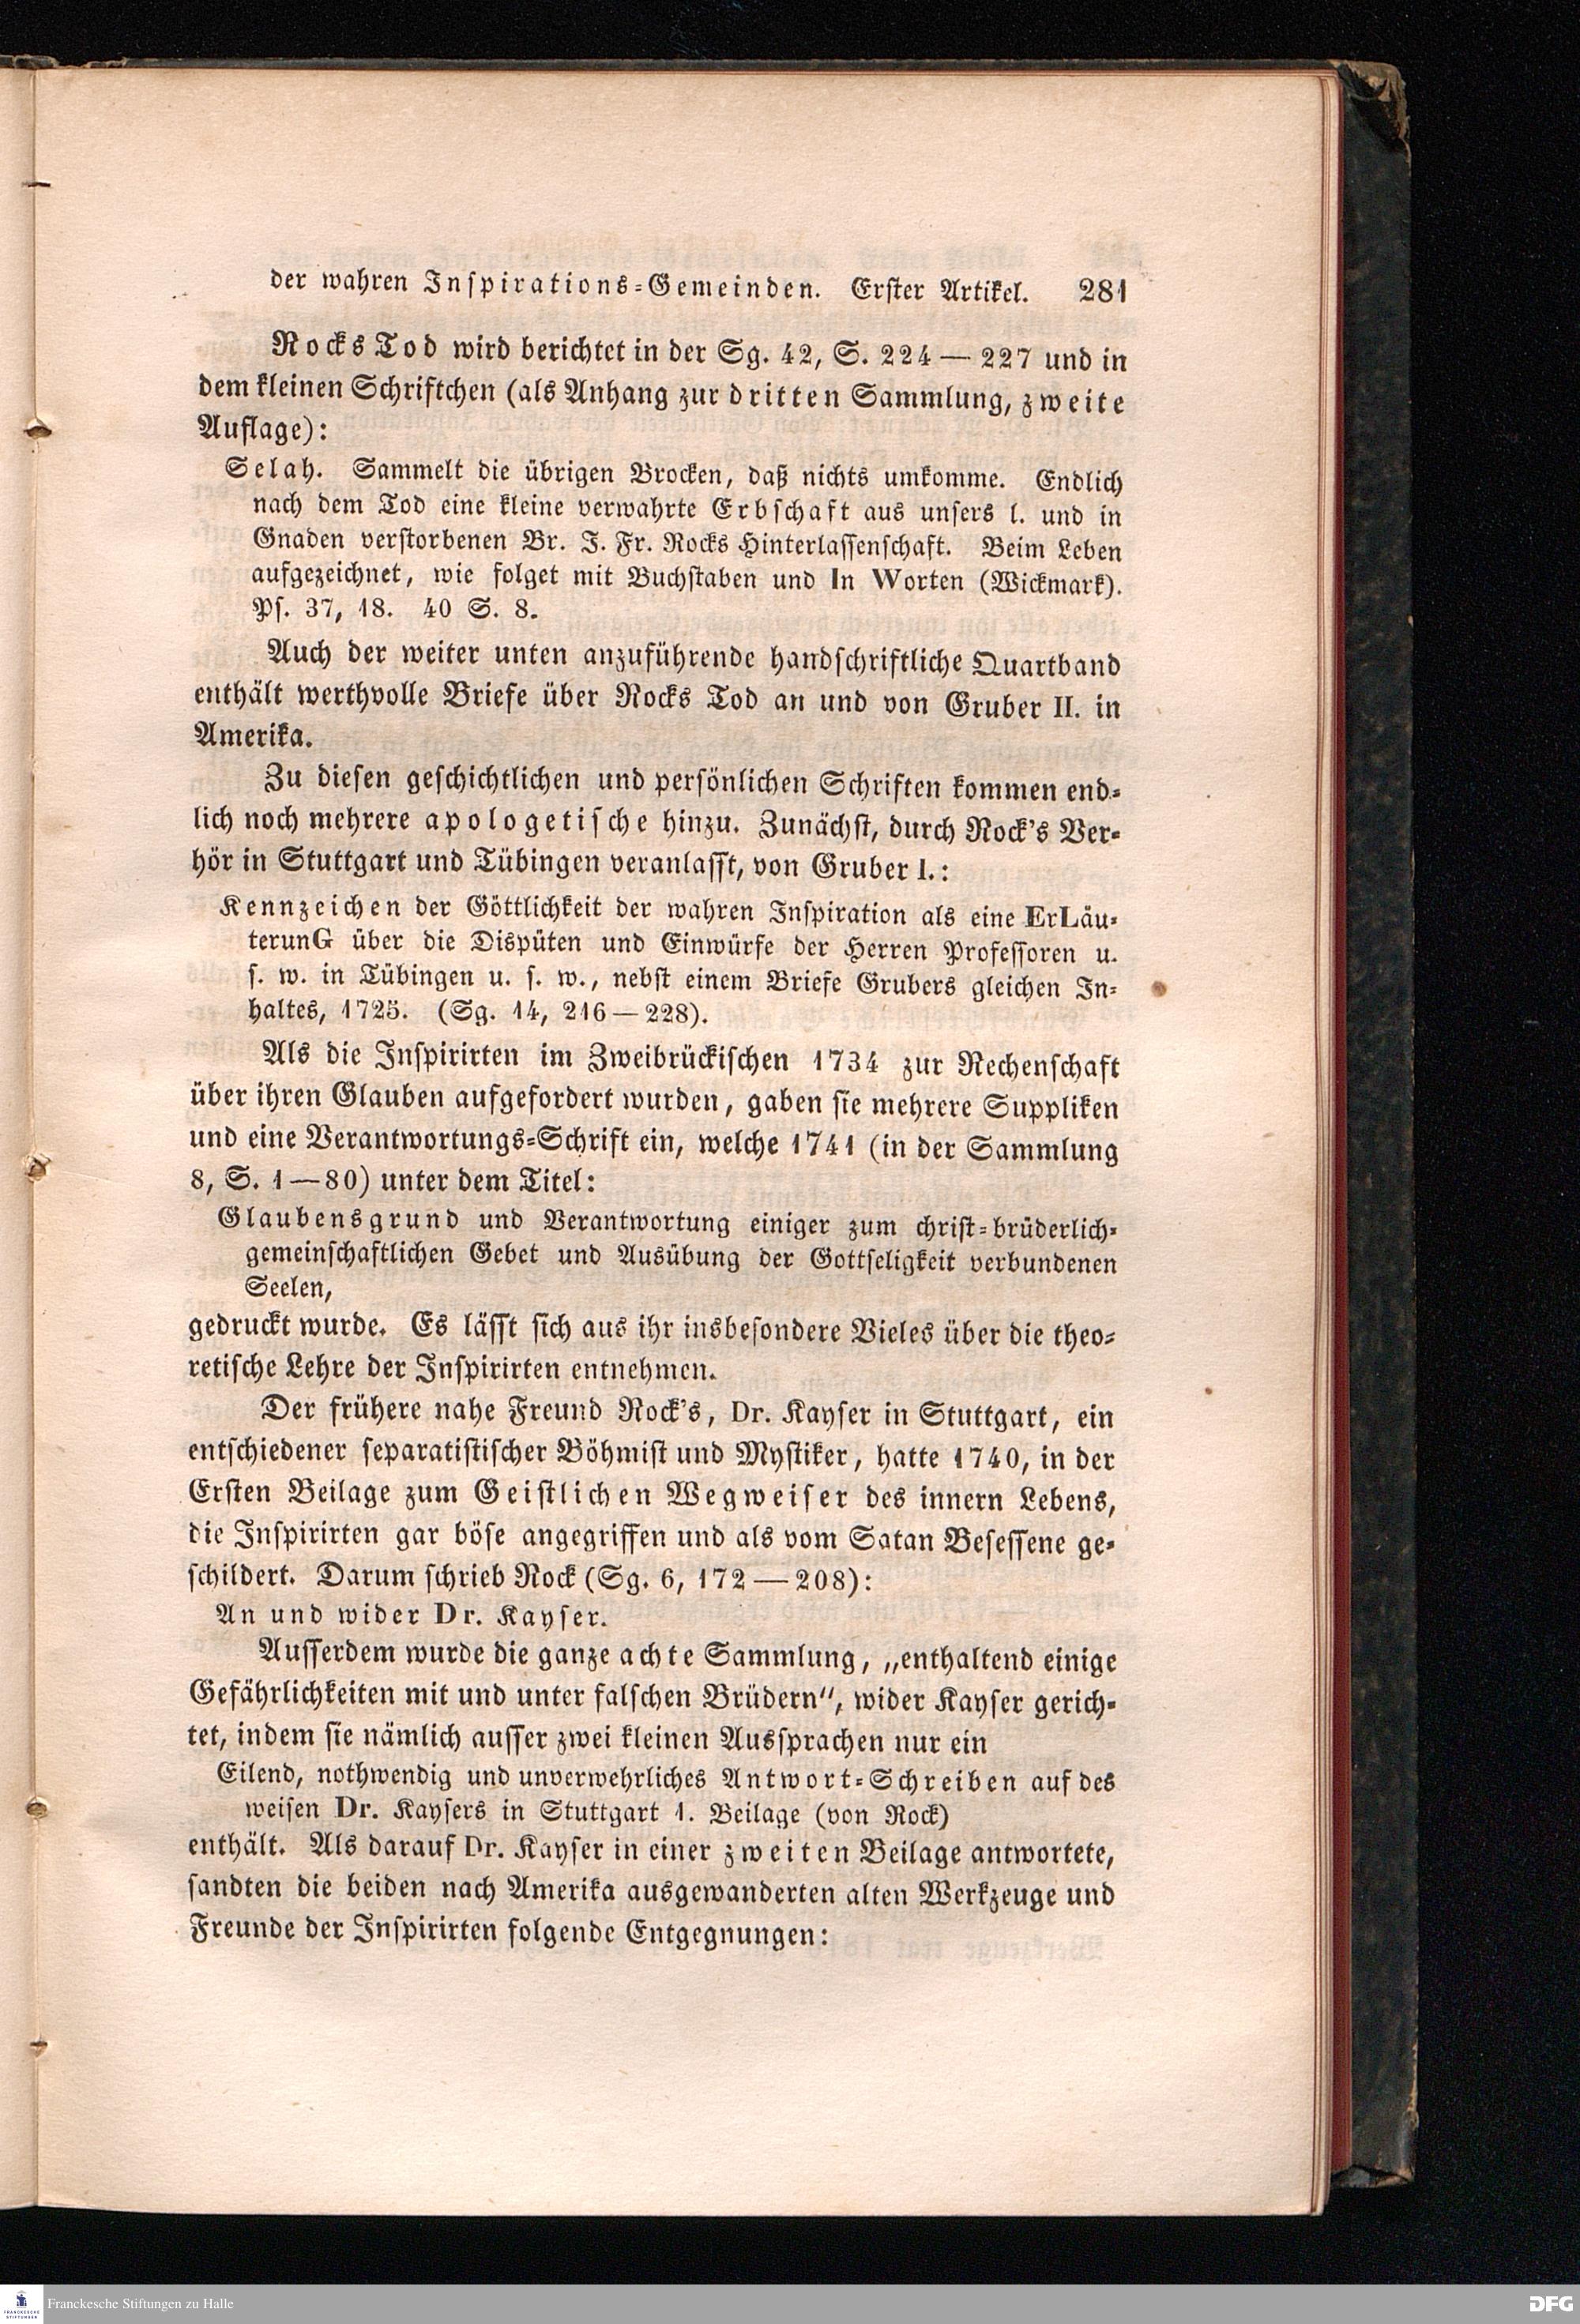 der wahren Inspirations-Gemeinden. Erster Artikel. 281
Rocks Tod wird berichtet in der Sg. 42, S. 224 — 227 und in
dem kleinen Schriftchen (als Anhang zur dritten Sammlung, zweite
Auflage):
Selah. Sammelt die übrigen Brocken, daß nichts umkomme. Endlich
nach dem Tod eine kleine verwahrte Erbschaft aus unsers l. und in
Gnaden verstorbenen Br. J. Fr. Rocks Hinterlassenschaft. Beim Leben
aufgezeichnet, wie folget mit Buchstaben und In Worten (Wickmark).
Ps. 37, 18. 40 S. 8.
Auch der weiter unten anzuführende handschriftliche Quartband
enthält werthvolle Briefe über Rocks Tod an und von Gruber II. in
Amerika.
Zu diesen geschichtlichen und persönlichen Schriften kommen end-
lich noch mehrere apologetische hinzu. Zunächst, durch Rock's Ver-
hör in Stuttgart und Tübingen veranlasst, von Gruber I.:
Kennzeichen der Göttlichkeit der wahren Inspiration als eine ErLäu-
terunG über die Dispüten und Einwürfe der Herren Professoren u.
s. w. in Tübingen u. s. w., nebst einem Briefe Grubers gleichen In-
haltes, 1725. (Sg. 14, 216 — 228).
Als die Inspirirten im Zweibrückischen 1734 zur Rechenschaft
über ihren Glauben aufgefordert wurden, gaben sie mehrere Suppliken
und eine Verantwortungs-Schrift ein, welche 1741 (in der Sammlung
8, S. 1 — 80) unter dem Titel:
Glaubensgrund und Verantwortung einiger zum christ-brüderlich-
gemeinschaftlichen Gebet und Ausübung der Gottseligkeit verbundenen
Seelen,
gedruckt wurde. Es lässt sich aus ihr insbesondere Vieles über die theo-
retische Lehre der Inspirirten entnehmen.
Der frühere nahe Freund Rock's, Dr. Kayser in Stuttgart, ein
entschiedener separatistischer Böhmist und Mystiker, hatte 1740, in der
Ersten Beilage zum Geistlichen Wegweiser des innern Lebens,
die Inspirirten gar böse angegriffen und als vom Satan Besessene ge-
schildert. Darum schrieb Rock (Sg. 6, 172 — 208):
An und wider Dr. Kayser.
Ausserdem wurde die ganze achte Sammlung, „enthaltend einige
Gefährlichkeiten mit und unter falschen Brüdern“, wider Kayser gerich-
tet, indem sie nämlich ausser zwei kleinen Aussprachen nur ein
Eilend, nothwendig und unverwehrliches Antwort-Schreiben auf des
weisen Dr. Kaysers in Stuttgart 1. Beilage (von Rock)
enthält. Als darauf Dr. Kayser in einer zweiten Beilage antwortete,
sandten die beiden nach Amerika ausgewanderten alten Werkzeuge und
Freunde der Inspirirten folgende Entgegnungen:
FRANCKESCHE STIFTUNGEN
Franckesche Stiftungen zu Halle
DFG